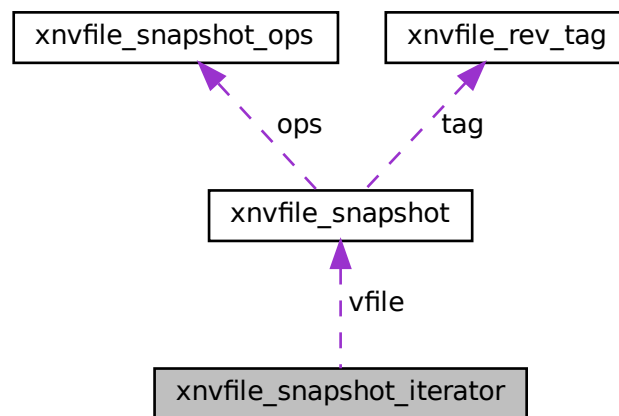 xnvfile_snapshot_ops
xnvfile_rev_tag
ops
tag
xnvfile_snapshot
vfile
xnvfile_snapshot_iterator